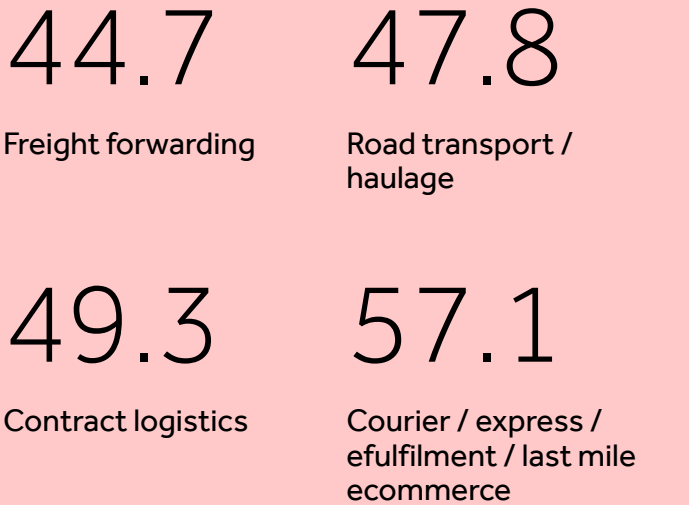 44.7
Freight forwarding
47.8
Road transport /
haulage
49.3
Contract logistics
57.1
Courier / express /
efulfilment / last mile
ecommerce